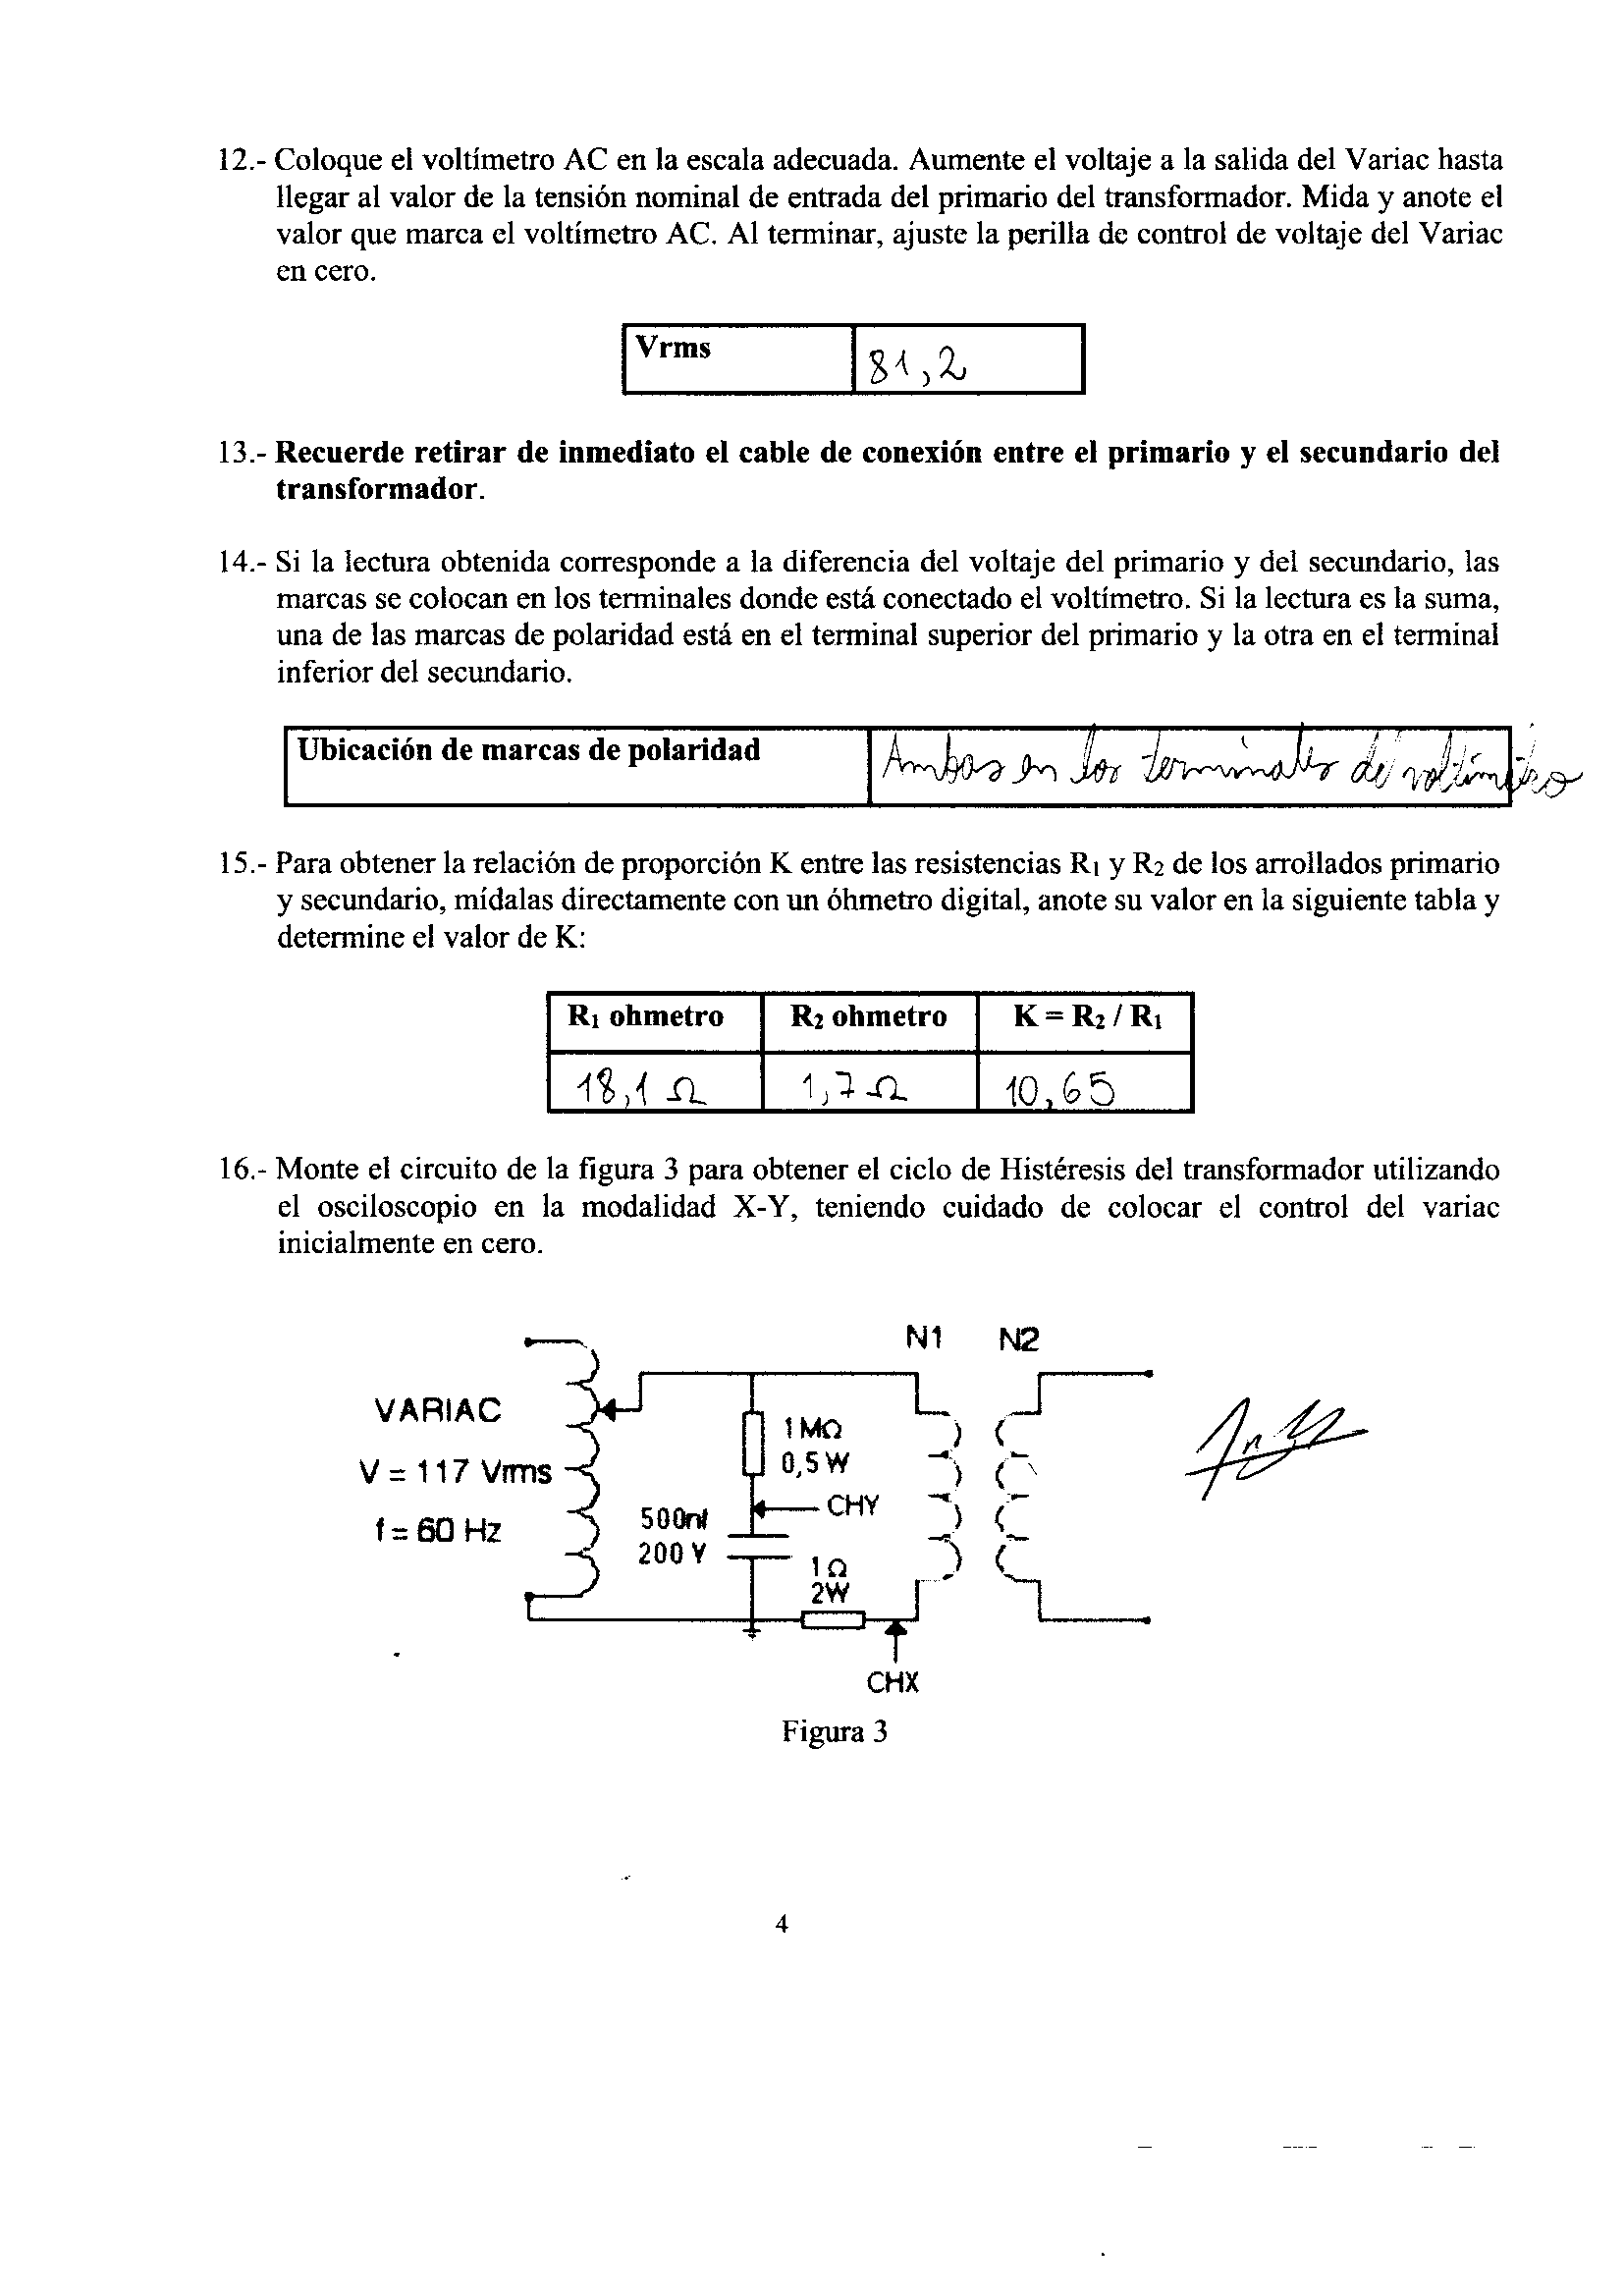 12.- Coloque el voltímetro AC en la escala adecuada. Aumente el voltaje a la salida del Variac hasta
llegar al valor de la tensión nominal de entrada del primario del transformador. Mida y anote el
valor que marca el voltímetro AC. Al terminar, ajuste la perilla de control de voltaje del Variac
en cero.
Vrms 81,2
13.- Recuerde retirar de inmediato el cable de conexión entre el primario y el secundario del
transformador.
14.- Si la lectura obtenida corresponde a la diferencia del voltaje del primario y del secundario, las
marcas se colocan en los terminales donde está conectado el voltímetro. Si la lectura es la suma,
una de las marcas de polaridad está en el terminal superior del primario y la otra en el terminal
inferior del secundario.
Ubicación de marcas de polaridad Ambas en los terminales de voltímetro
15.- Para obtener la relación de proporción K entre las resistencias R1 y R2 de los arrollados primario
y secundario, mídalas directamente con un óhmetro digital, anote su valor en la siguiente tabla y
determine el valor de K:
R1 ohmetro R2 ohmetro K = R2 / R1
18,1 Ω 1,7 Ω 10,65
16.- Monte el circuito de la figura 3 para obtener el ciclo de Histéresis del transformador utilizando
el osciloscopio en la modalidad X-Y, teniendo cuidado de colocar el control del variac
inicialmente en cero.
N1 N2
VARIAC
1 MΩ
V = 117 Vrms
0,5 W
CHY
f = 60 Hz
500nf
200 V
1 Ω
2W
CHX
Figura 3
4